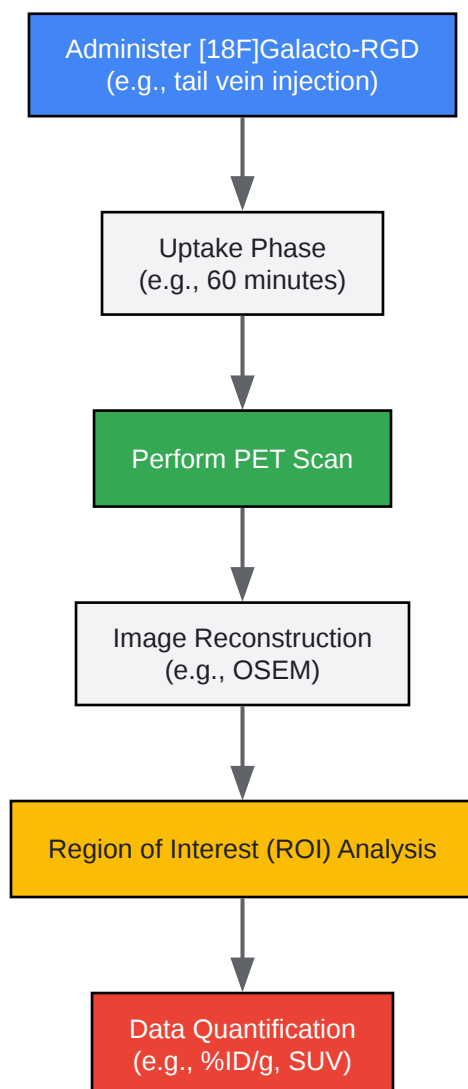 Administer [18F]Galacto-RGD
(e.g., tail vein injection)
Uptake Phase
(e.g., 60 minutes)
Perform PET Scan
Image Reconstruction
(e.g., OSEM)
Region of Interest (ROI) Analysis
Data Quantification
(e.g., %ID/g, SUV)